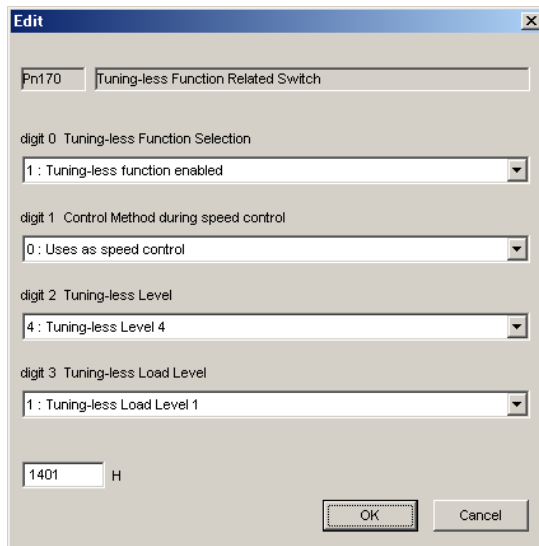 Edit
Pn170 Tuning-less Function Related Switch
digit 0 Tuning-less Function Selection
1 : Tuning-less function enabled
digit 1 Control Method during speed control
0 : Uses as speed control
digit 2 Tuning-less Level
4 : Tuning-less Level 4
digit 3 Tuning-less Load Level
1 : Tuning-less Load Level 1
1401 H
OK Cancel